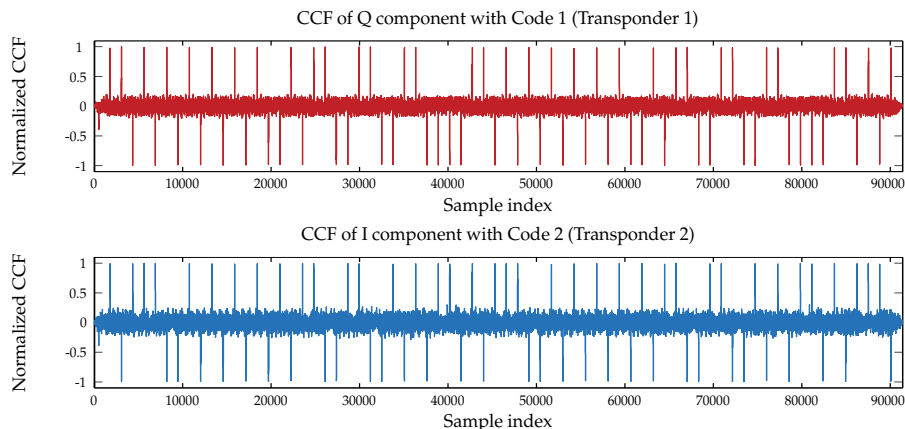 CCF of Q component with Code 1 (Transponder 1)
Normalized CCF
1
0.5
0
-0.5
-1
0 10000 20000 30000 40000 50000 60000 70000 80000 90000
Sample index
CCF of I component with Code 2 (Transponder 2)
Normalized CCF
1
0.5
0
-0.5
-1
0 10000 20000 30000 40000 50000 60000 70000 80000 90000
Sample index